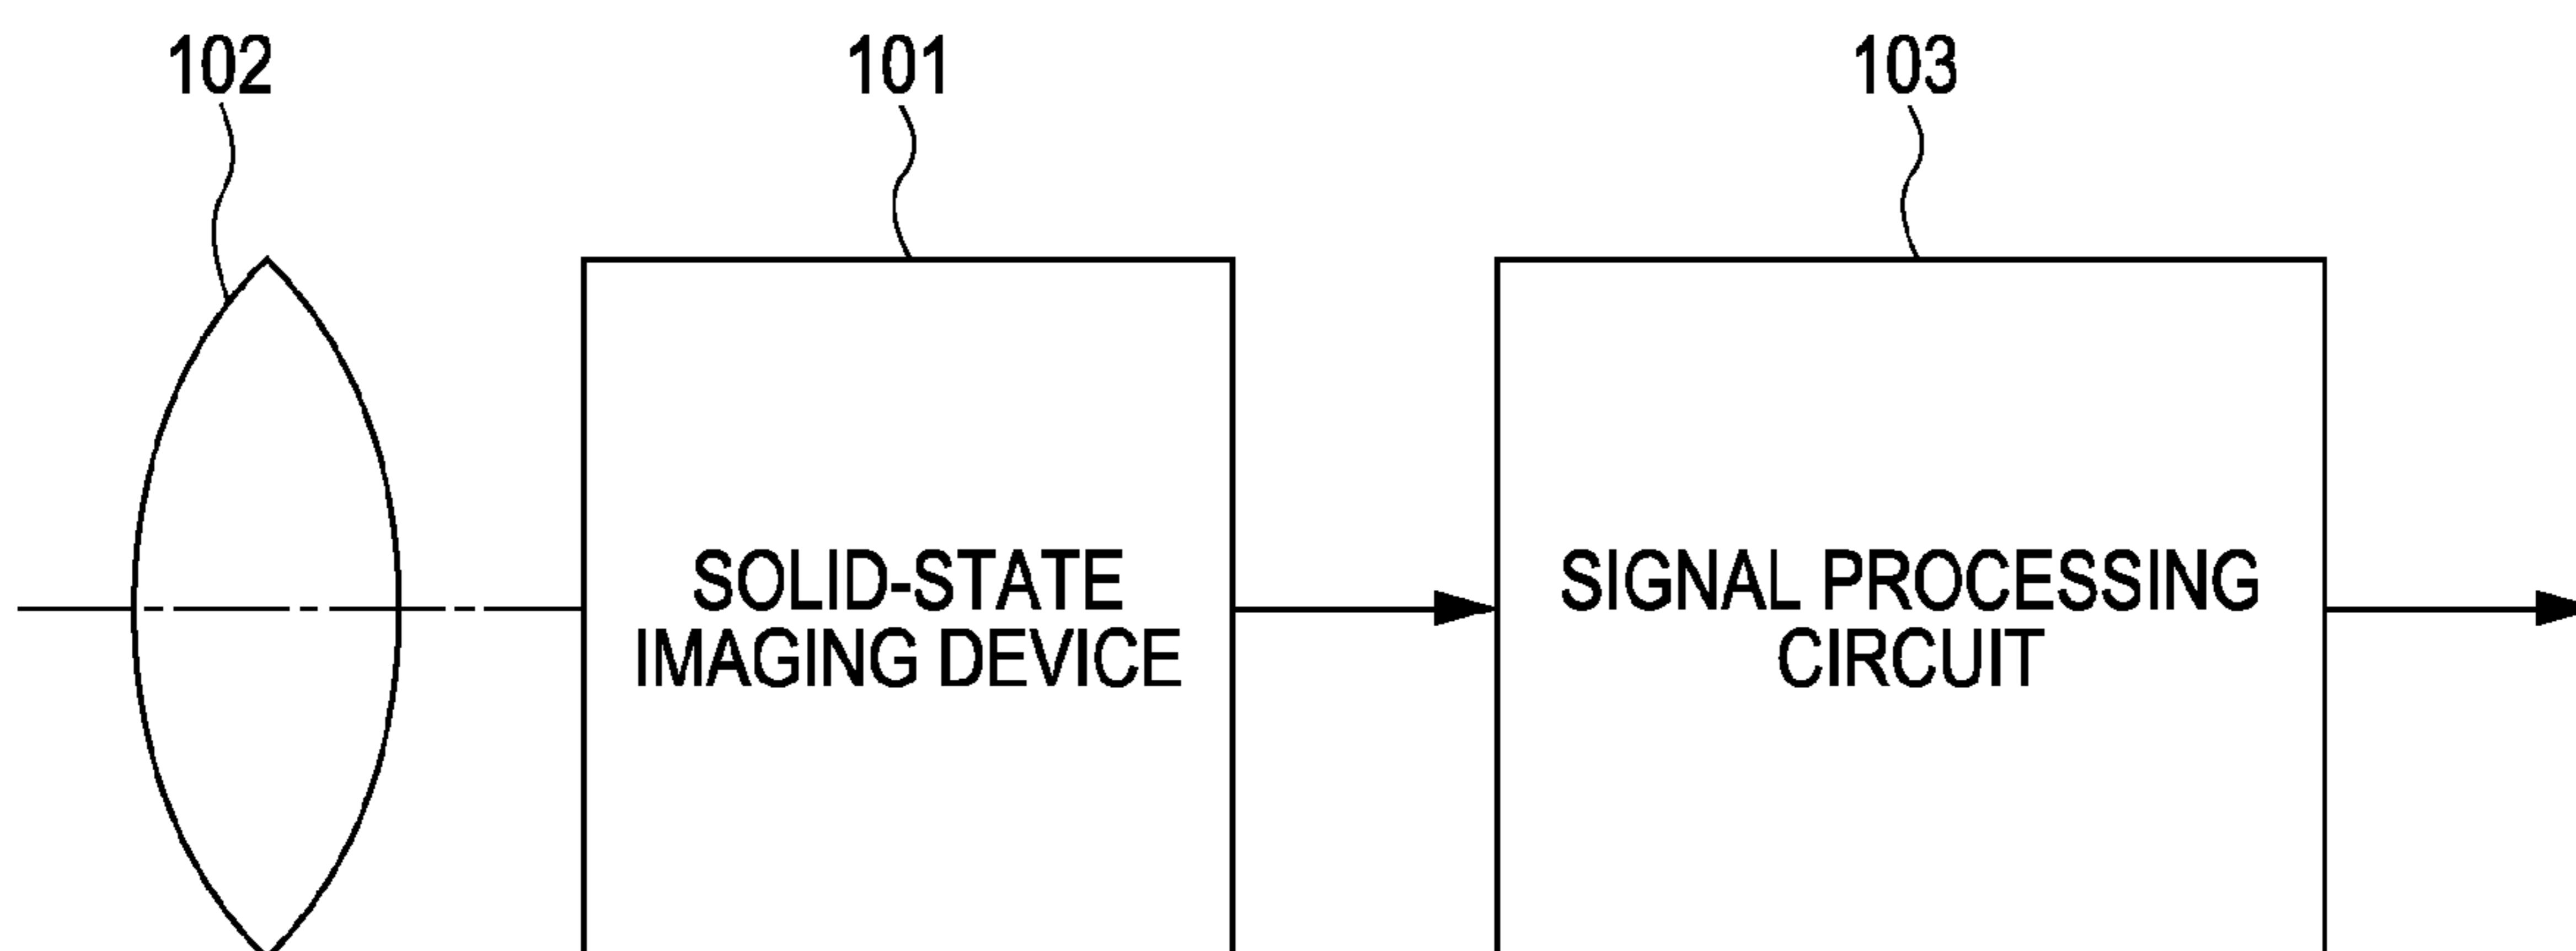 102
101
103
SOLID-STATE
IMAGING DEVICE
SIGNAL PROCESSING
CIRCUIT